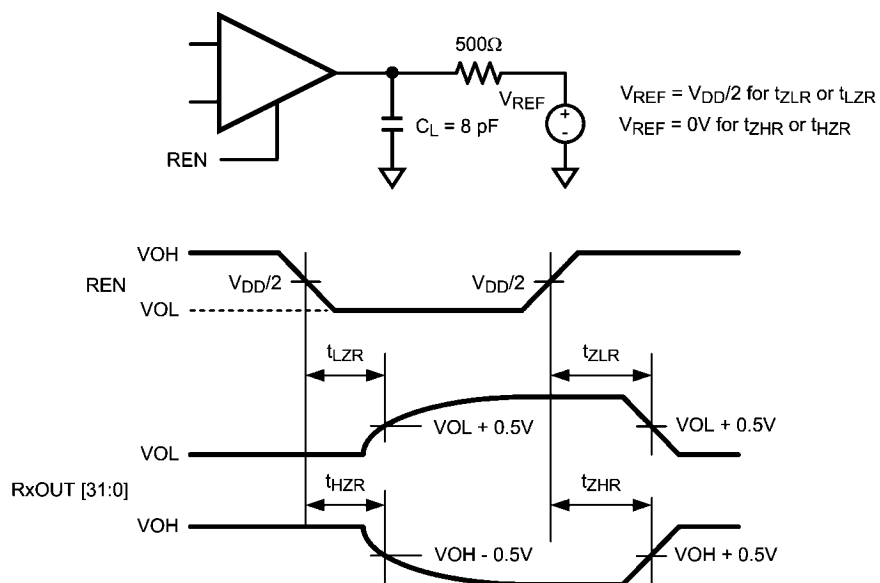 500Ω
V_REF
+
-
C_L = 8 pF
REN
V_REF = V_DD/2 for t_ZLR or t_LZR
V_REF = 0V for t_ZHR or t_HZR
VOH
REN
V_DD/2
V_DD/2
VOL
t_LZR
t_ZLR
VOL + 0.5V
VOL + 0.5V
VOL
RxOUT [31:0]
t_HZR
t_ZHR
VOH
VOH - 0.5V
VOH + 0.5V